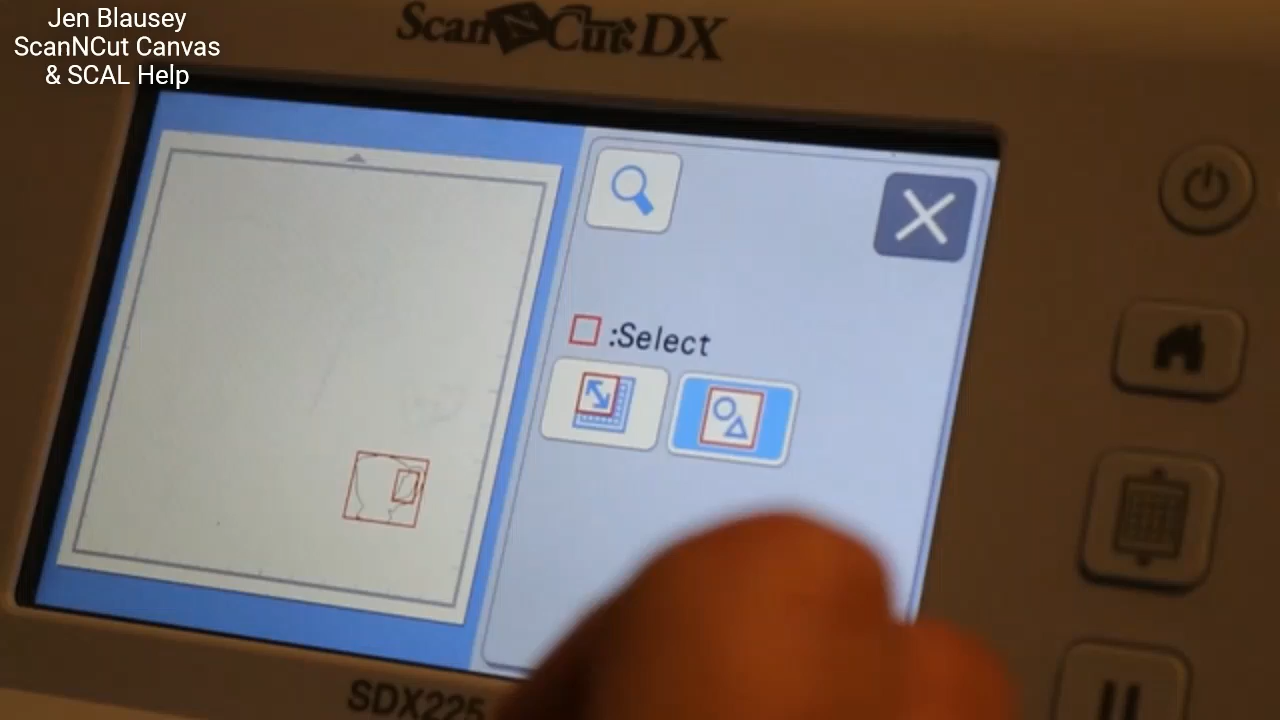 Jen Blausey
ScanNCut Canvas
& SCAL Help
ScanNCut DX
:Select
SDX225